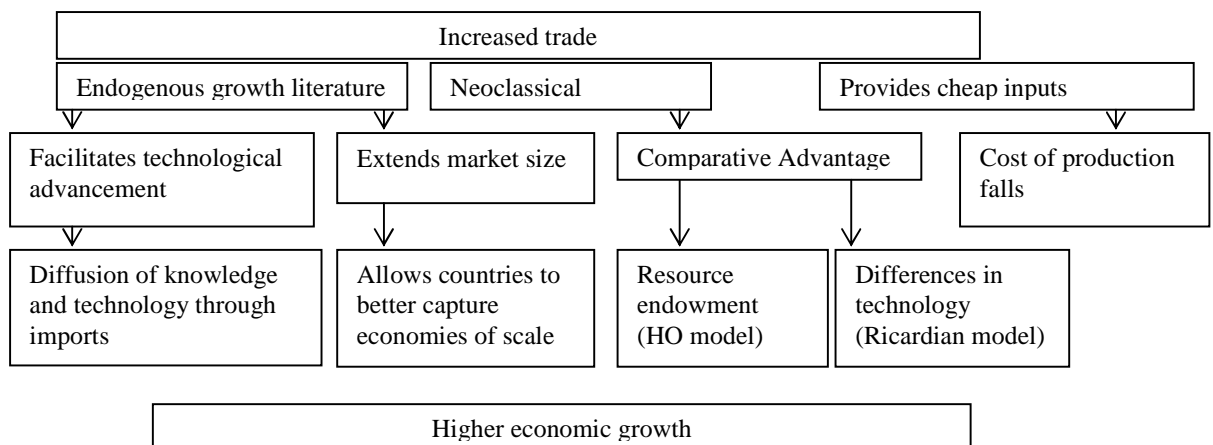 Increased trade
Endogenous growth literature
Neoclassical
Provides cheap inputs
Facilitates technological
advancement
Extends market size
Comparative Advantage
Cost of production
falls
Diffusion of knowledge
and technology through
imports
Allows countries to
better capture
economies of scale
Resource
endowment
(HO model)
Differences in
technology
(Ricardian model)
Higher economic growth